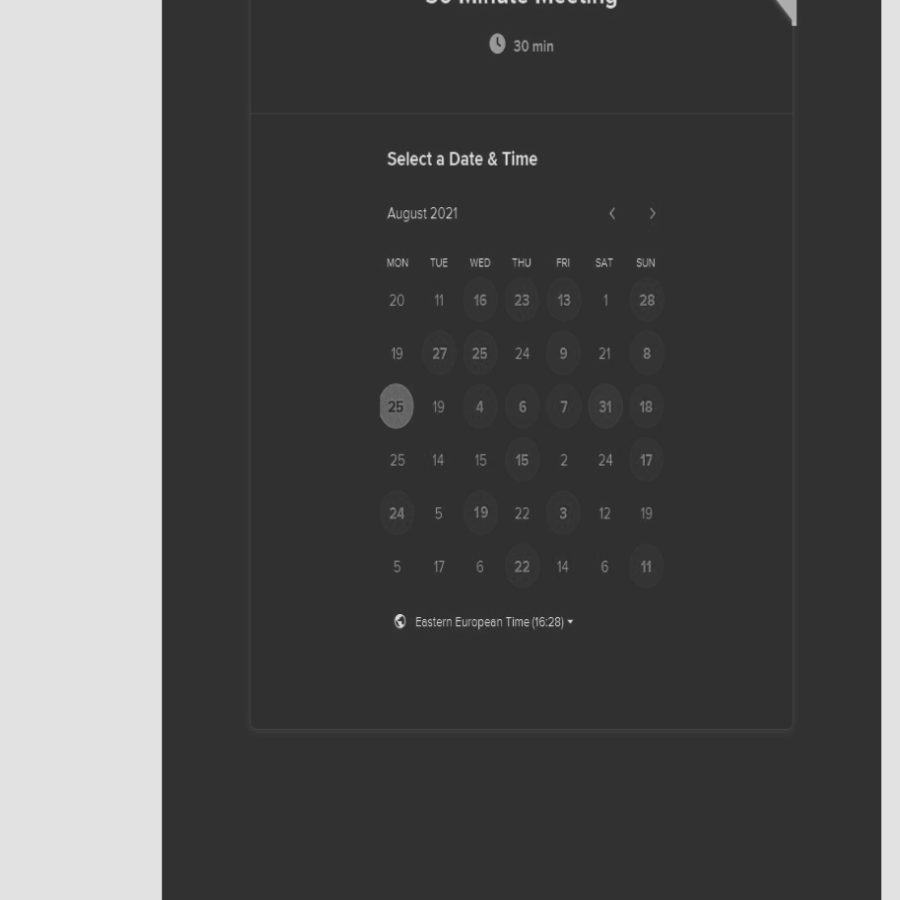 30 Minute Meeting
30 min
Select a Date & Time
August 2021
MON TUE WED THU FRI SAT SUN
20 11 16 23 13 1 28
19 27 25 24 9 21 8
25 19 4 6 7 31 18
25 14 15 15 2 24 17
24 5 19 22 3 12 19
5 17 6 22 14 6 11
Eastern European Time (16:28)